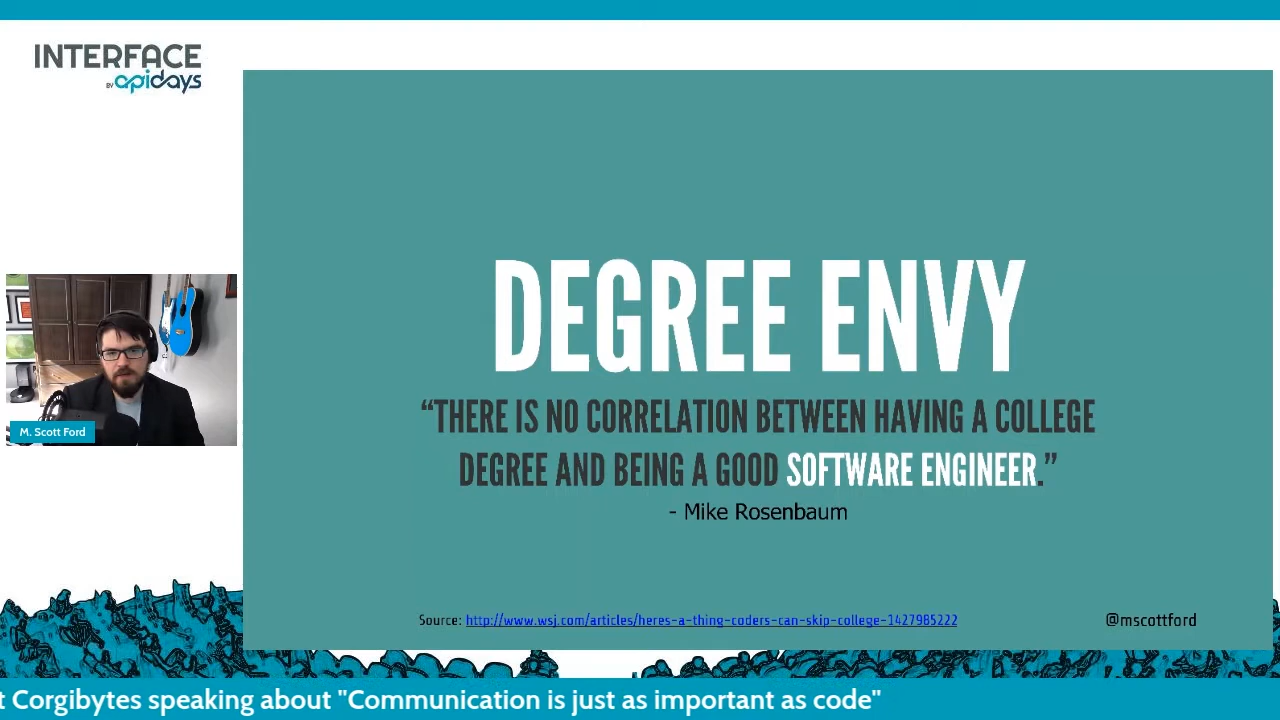 INTERFACE
BY apidays
DEGREE ENVY
“THERE IS NO CORRELATION BETWEEN HAVING A COLLEGE
DEGREE AND BEING A GOOD SOFTWARE ENGINEER.”
- Mike Rosenbaum
M. Scott Ford
Source: http://www.wsj.com/articles/heres-a-thing-coders-can-skip-college-1427985222
@mscottford
t Corgibytes speaking about "Communication is just as important as code"